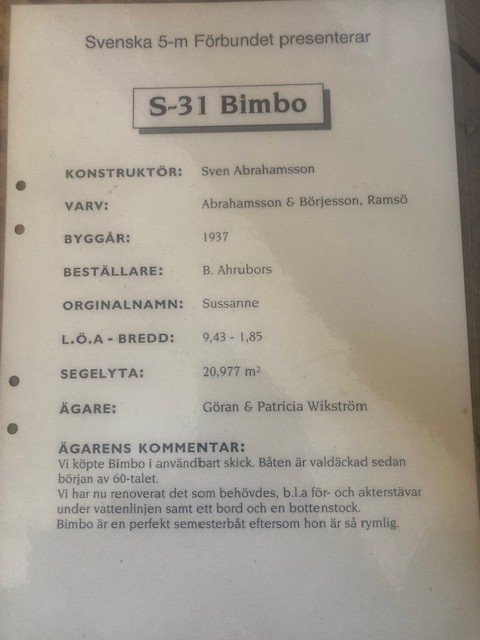 Svenska 5-m Förbundet presenterar
S-31 Bimbo
KONSTRUKTÖR: Sven Abrahamsson
VARV: Abrahamsson & Börjesson, Ramsö
BYGGÅR: 1937
BESTÄLLARE: B. Ahrubors
ORGINALNAMN: Sussanne
L.Ö.A - BREDD: 9,43 - 1,85
SEGELYTA: 20,977 m²
ÄGARE: Göran & Patricia Wikström
ÄGARENS KOMMENTAR:
Vi köpte Bimbo i användbart skick. Båten är valdäckad sedan
början av 60-talet.
Vi har nu renoverat det som behövdes, b.l.a för- och akterstävar
under vattenlinjen samt ett bord och en bottenstock.
Bimbo är en perfekt semesterbåt eftersom hon är så rymlig.